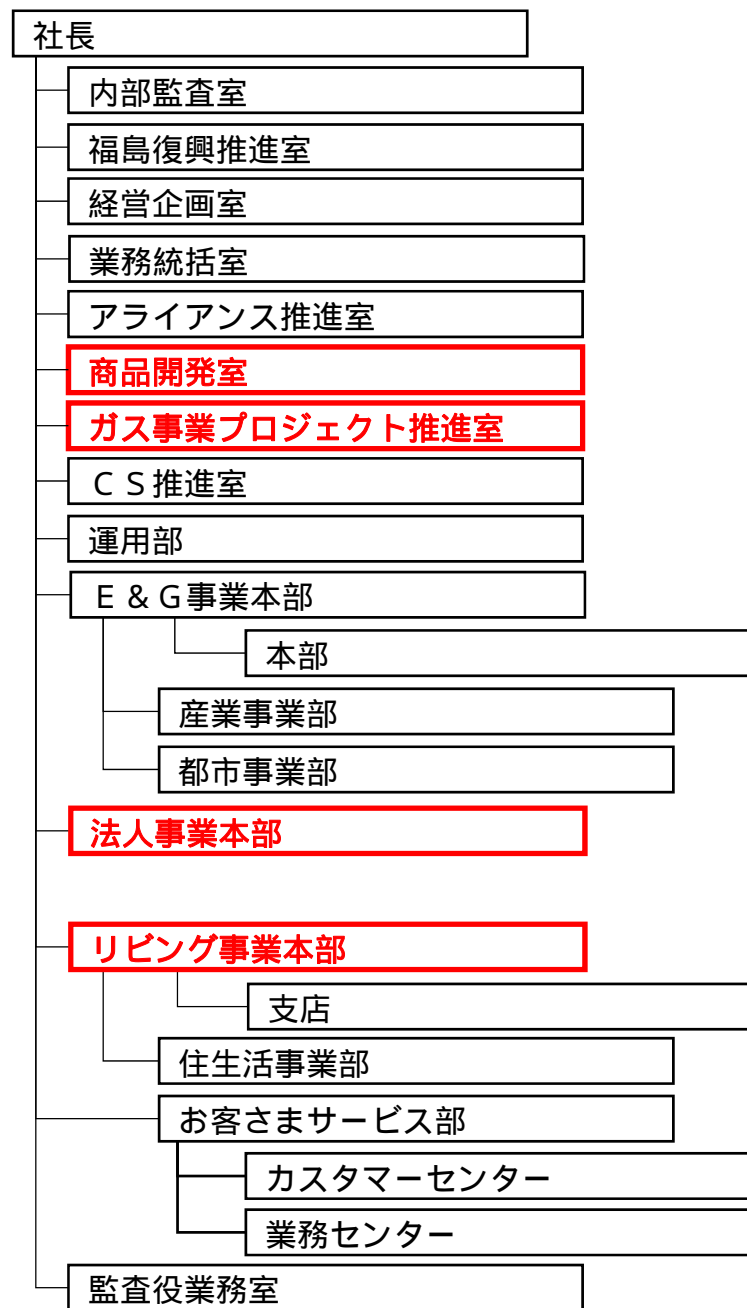 社長
内部監査室
福島復興推進室
経営企画室
業務統括室
アライアンス推進室
商品開発室
ガス事業プロジェクト推進室
ＣＳ推進室
運用部
Ｅ＆Ｇ事業本部
本部
産業事業部
都市事業部
法人事業本部
リビング事業本部
支店
住生活事業部
お客さまサービス部
カスタマーセンター
業務センター
監査役業務室